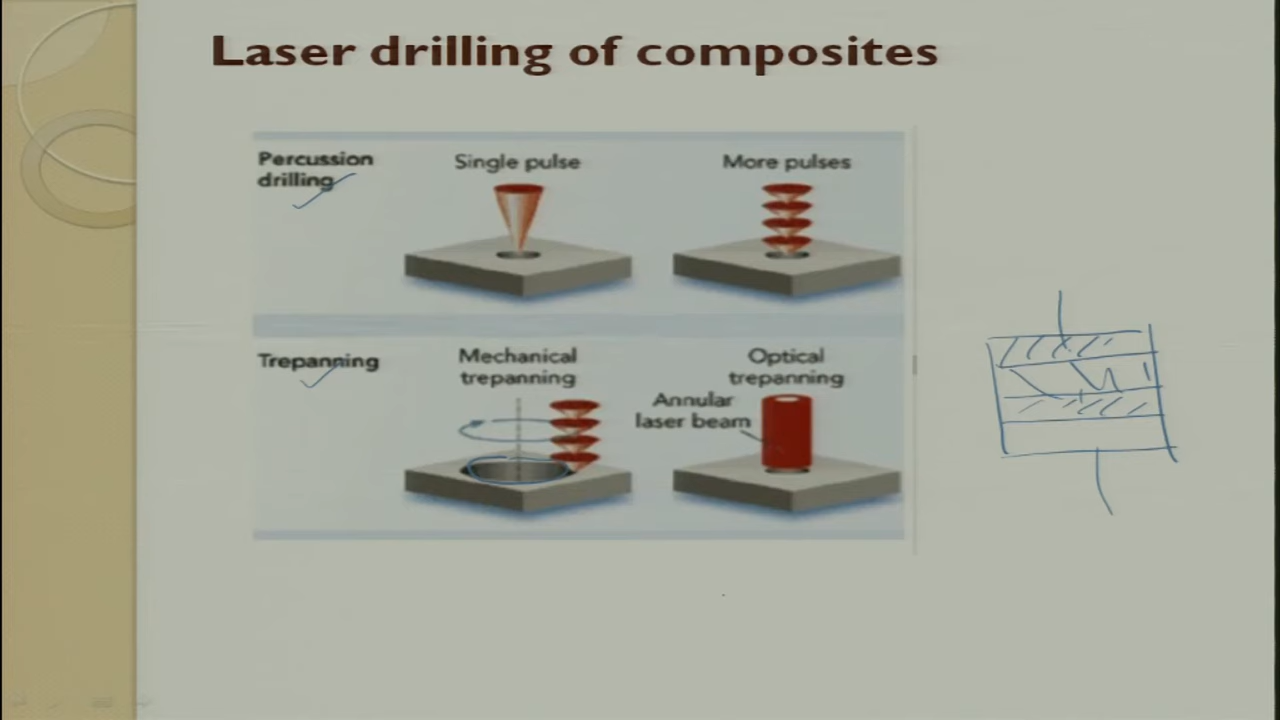 Laser drilling of composites
Percussion
drilling
Single pulse
More pulses
Trepanning
Mechanical
trepanning
Optical
trepanning
Annular
laser beam